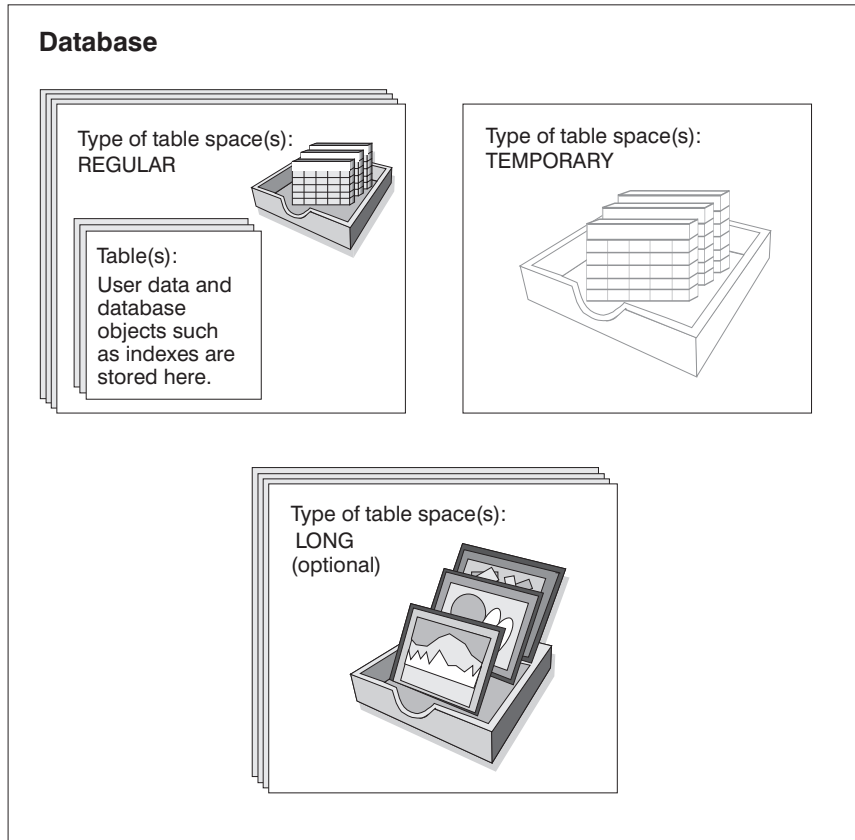 Database
Type of table space(s):
REGULAR
Table(s):
User data and
database
objects such
as indexes are
stored here.
Type of table space(s):
TEMPORARY
Type of table space(s):
LONG
(optional)